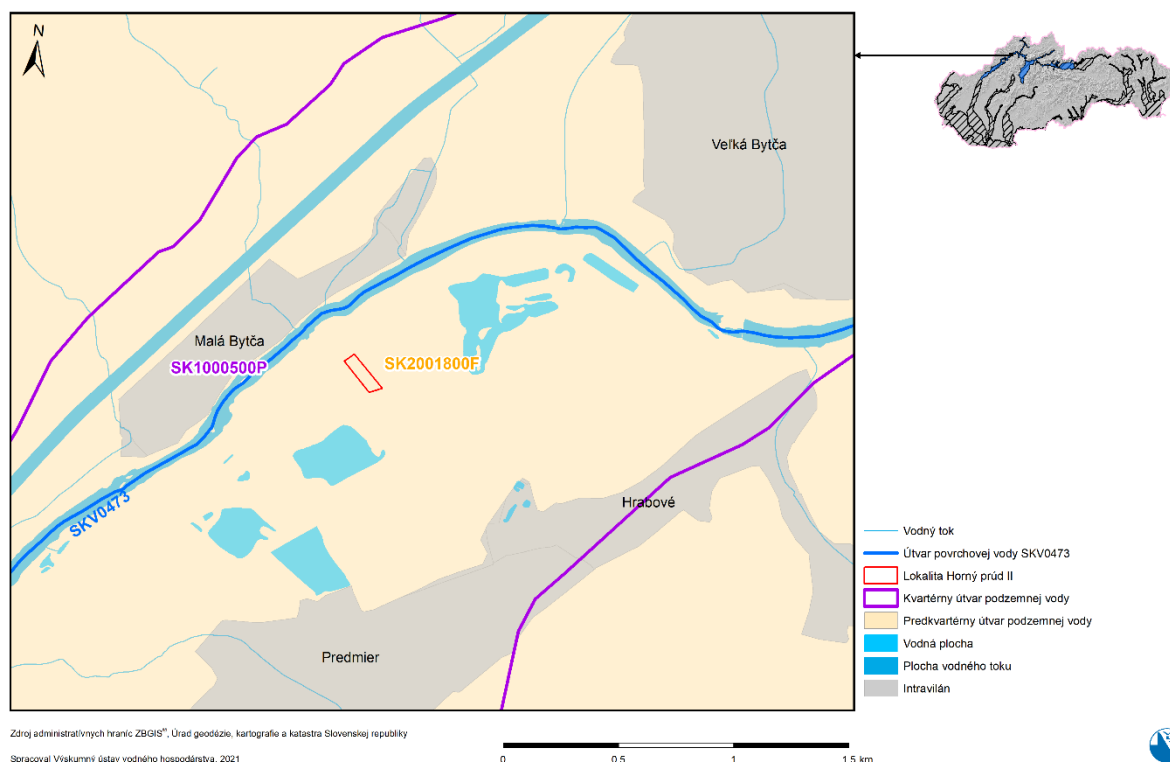 N
Veľká Bytča
Malá Bytča
SK1000500P
SK2001800F
SKV0473
Hrabové
Predmier
Vodný tok
Útvar povrchovej vody SKV0473
Lokalita Horný prúd II
Kvartérny útvar podzemnej vody
Predkvartérny útvar podzemnej vody
Vodná plocha
Plocha vodného toku
Intravilán
Zdroj administratívnych hraníc ZBGIS®, Úrad geodézie, kartografie a katastra Slovenskej republiky
Spracoval Výskumný ústav vodného hospodárstva, 2021
0 0.5 1 1.5 km